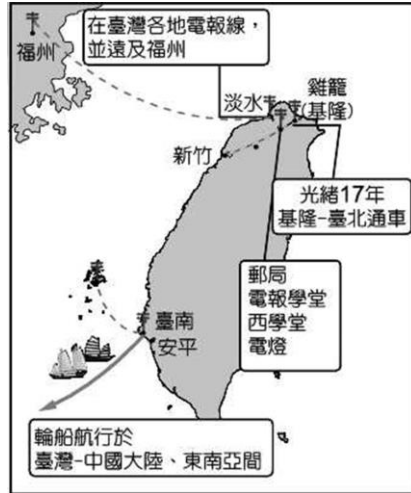 在臺灣各地電報線，
並遠及福州
福州
淡水
雞籠
(基隆)
新竹
光緒17年
基隆-臺北通車
郵局
電報學堂
西學堂
電燈
臺南
安平
輪船航行於
臺灣-中國大陸、東南亞間